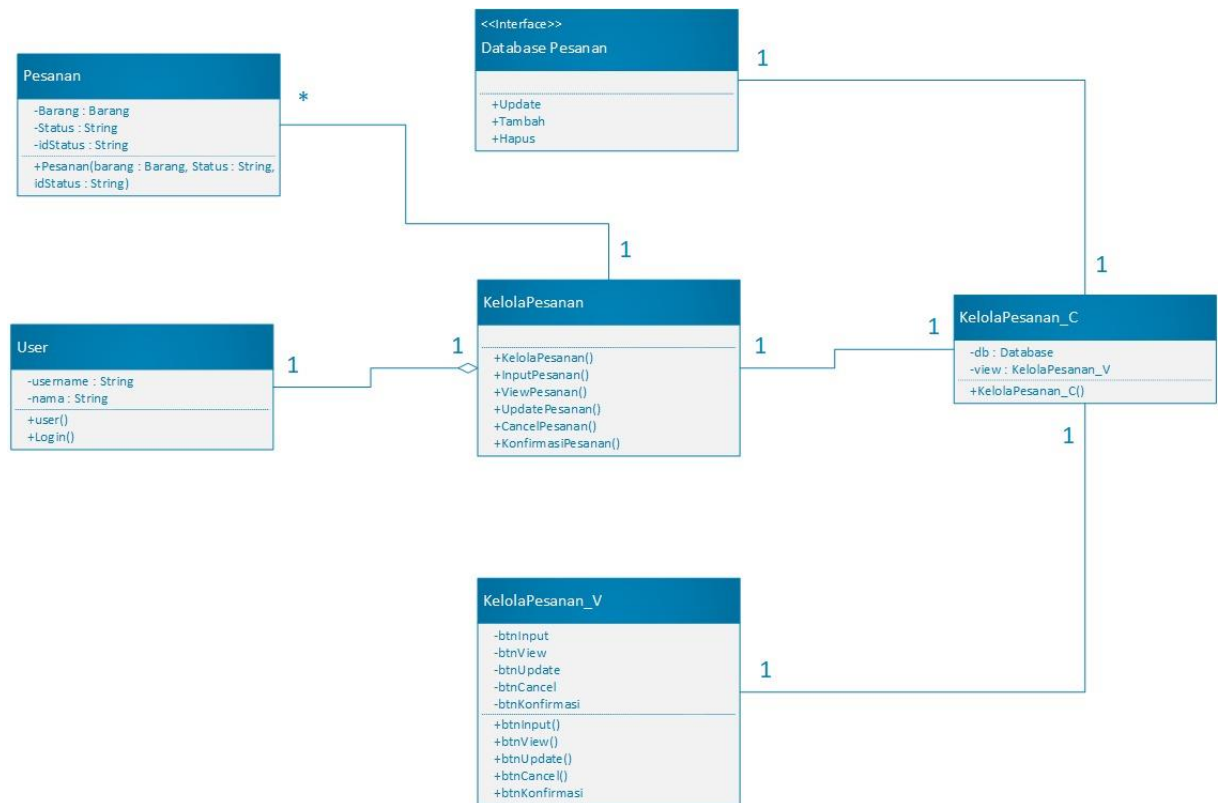 <<Interface>>
Database Pesanan
+Update
+Tambah
+Hapus
1
Pesanan
-Barang : Barang
-Status : String
-idStatus : String
+Pesanan(barang : Barang, Status : String,
idStatus : String)
*
1
1
User
-username : String
-nama : String
+user()
+Login()
1
1
KelolaPesanan
+KelolaPesanan()
+InputPesanan()
+ViewPesanan()
+UpdatePesanan()
+CancelPesanan()
+KonfirmasiPesanan()
1
1
KelolaPesanan_C
-db : Database
-view : KelolaPesanan_V
+KelolaPesanan_C()
1
KelolaPesanan_V
-btnInput
-btnView
-btnUpdate
-btnCancel
-btnKonfirmasi
+btnInput()
+btnView()
+btnUpdate()
+btnCancel()
+btnKonfirmasi
1